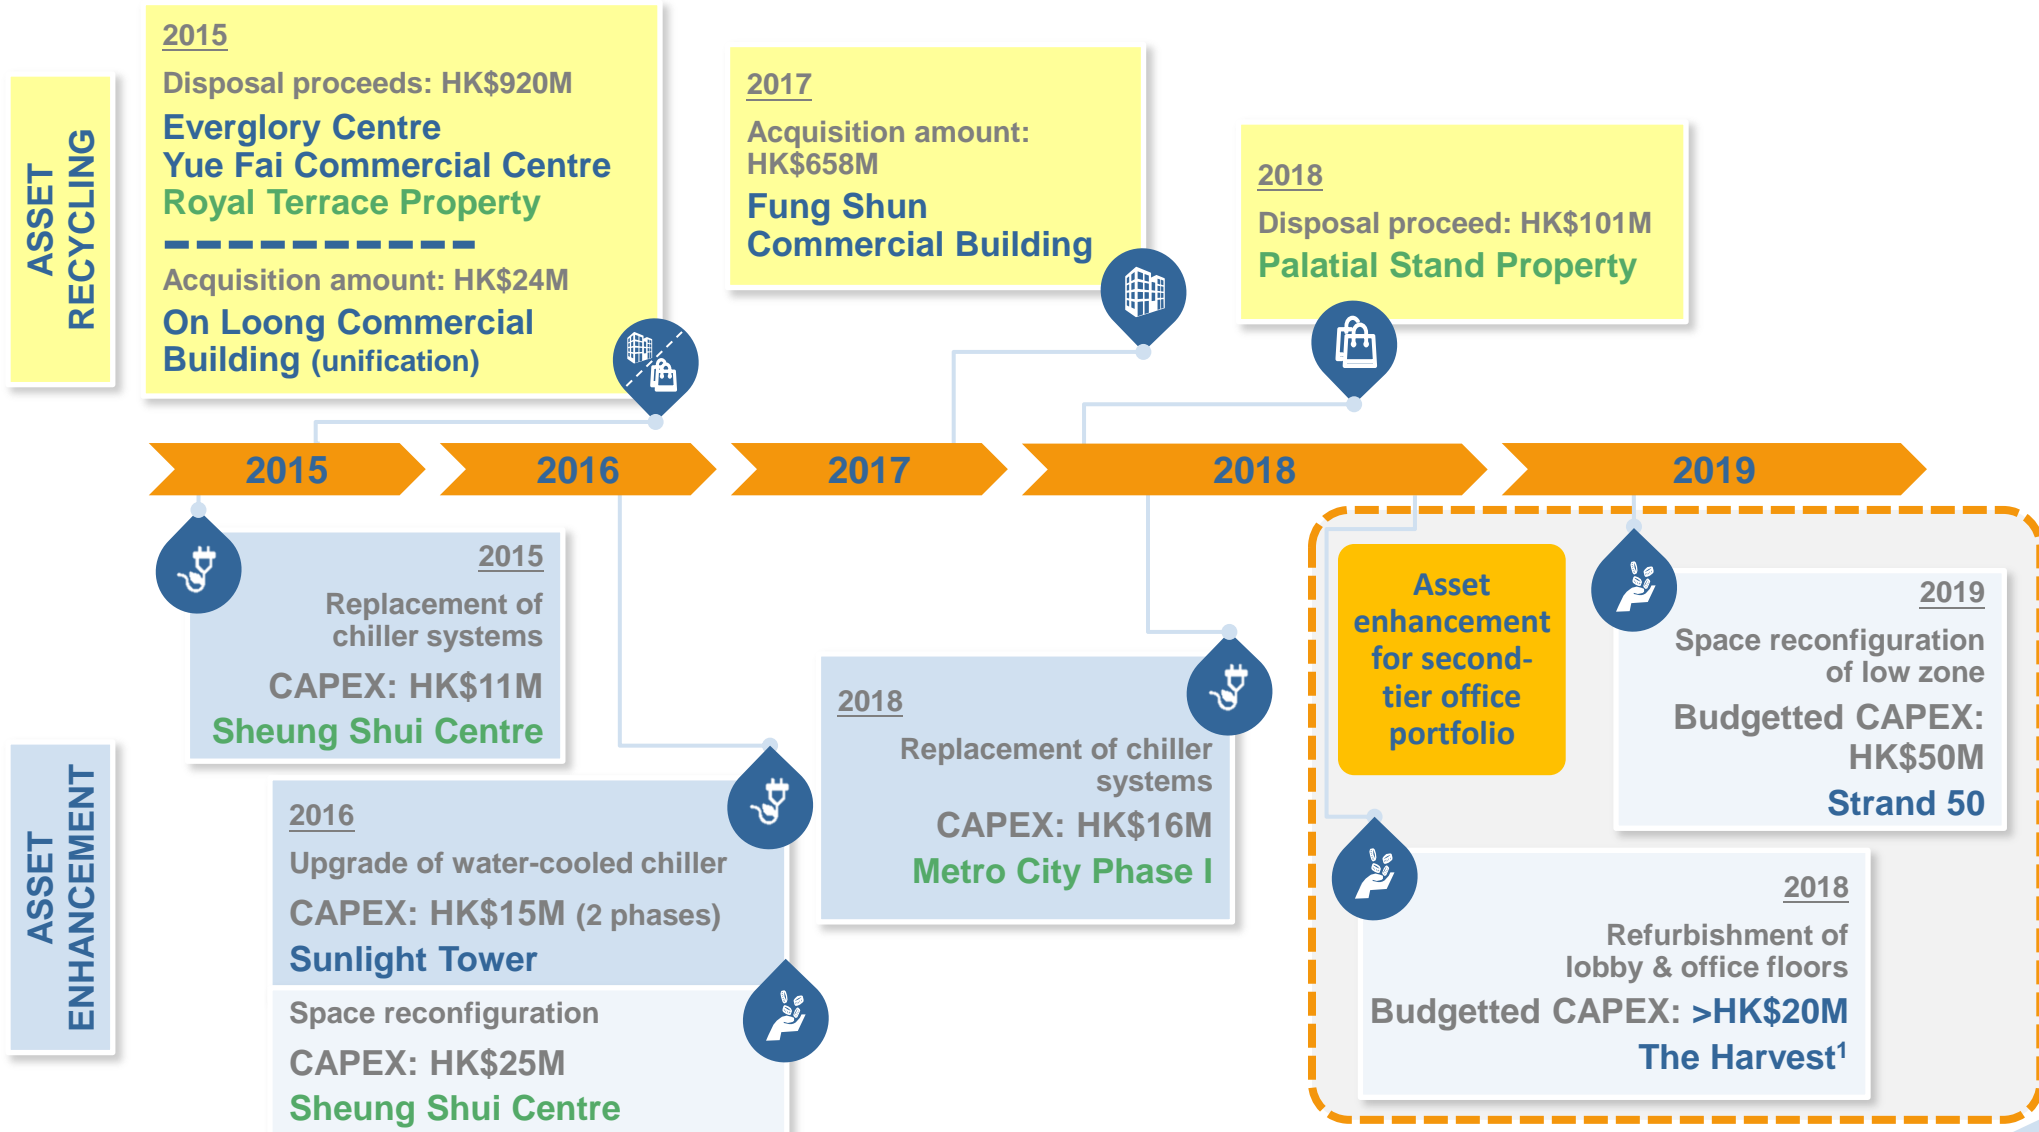 ASSET
RECYCLING
2015
Disposal proceeds: HK$920M
Everglory Centre
Yue Fai Commercial Centre
Royal Terrace Property
Acquisition amount: HK$24M
On Loong Commercial
Building (unification)
2017
Acquisition amount:
HK$658M
Fung Shun
Commercial Building
2018
Disposal proceed: HK$101M
Palatial Stand Property
2015
2016
2017
2018
2019
ASSET
ENHANCEMENT
2015
Replacement of
chiller systems
CAPEX: HK$11M
Sheung Shui Centre
2016
Upgrade of water-cooled chiller
CAPEX: HK$15M (2 phases)
Sunlight Tower
Space reconfiguration
CAPEX: HK$25M
Sheung Shui Centre
2018
Replacement of chiller
systems
CAPEX: HK$16M
Metro City Phase I
Asset
enhancement
for second-
tier office
portfolio
2019
Space reconfiguration
of low zone
Budgetted CAPEX:
HK$50M
Strand 50
2018
Refurbishment of
lobby & office floors
Budgetted CAPEX: >HK$20M
The Harvest¹